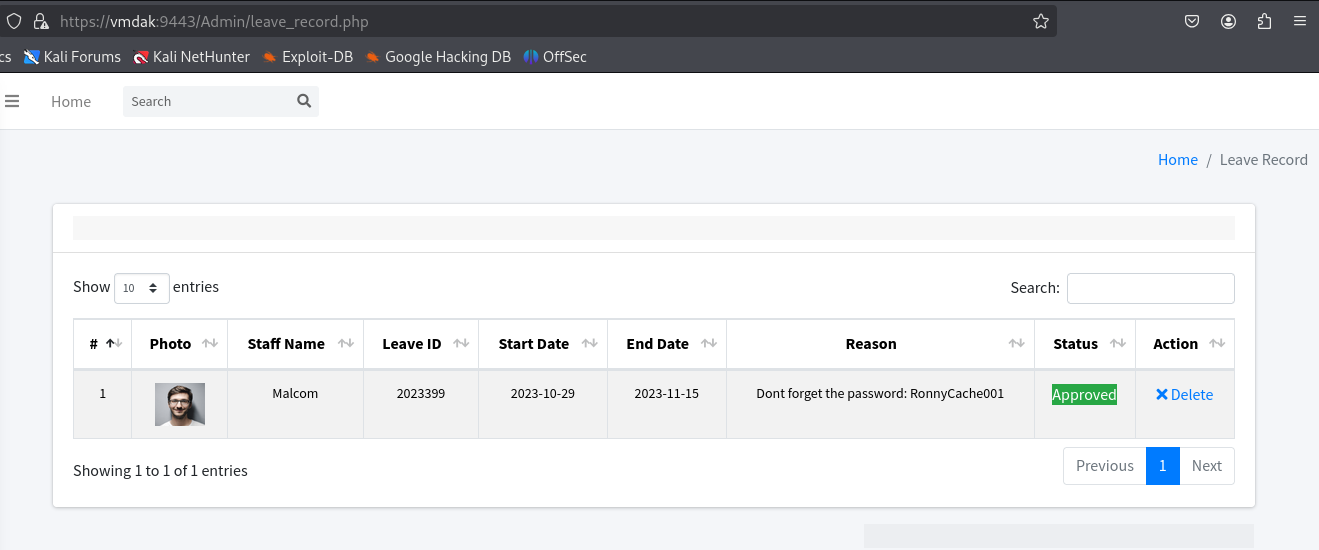 https://vmdak:9443/Admin/leave_record.php
cs Kali Forums Kali NetHunter Exploit-DB Google Hacking DB OffSec
Home Search
Home / Leave Record
Show 10 entries Search:
# Photo Staff Name Leave ID Start Date End Date Reason Status Action
1 Malcom 2023399 2023-10-29 2023-11-15 Dont forget the password: RonnyCache001 Approved Delete
Showing 1 to 1 of 1 entries Previous 1 Next